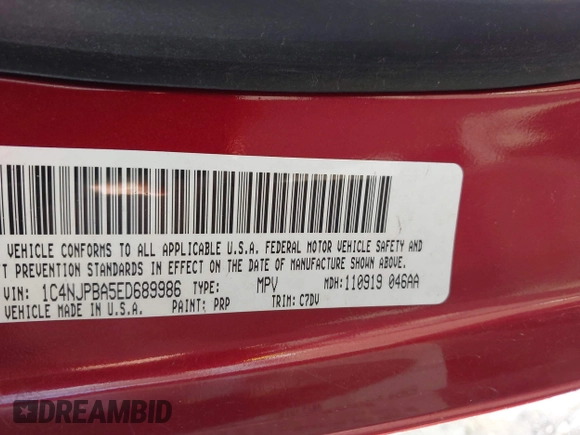 VEHICLE CONFORMS TO ALL APPLICABLE U.S.A. FEDERAL MOTOR VEHICLE SAFETY AND
T PREVENTION STANDARDS IN EFFECT ON THE DATE OF MANUFACTURE SHOWN ABOVE.
VIN: 1C4NJPBA5ED689986 TYPE: MPV MDH:110919 046AA
VEHICLE MADE IN U.S.A. PAINT: PRP TRIM: C7DV
DREAMBID